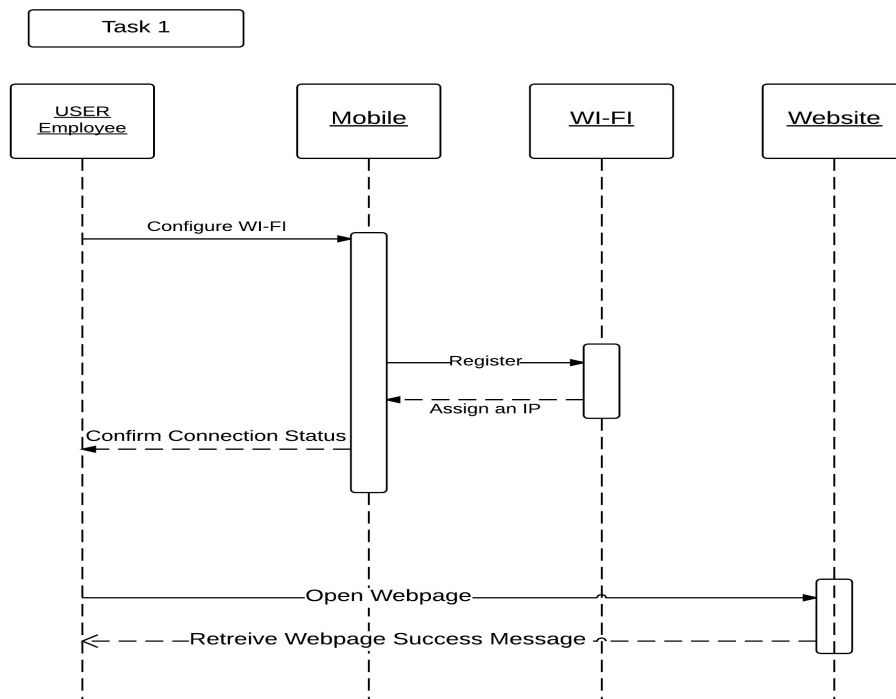 Task 1
USER
Employee
Mobile
WI-FI
Website
Configure WI-FI
Register
Assign an IP
Confirm Connection Status
Open Webpage
Retreive Webpage Success Message